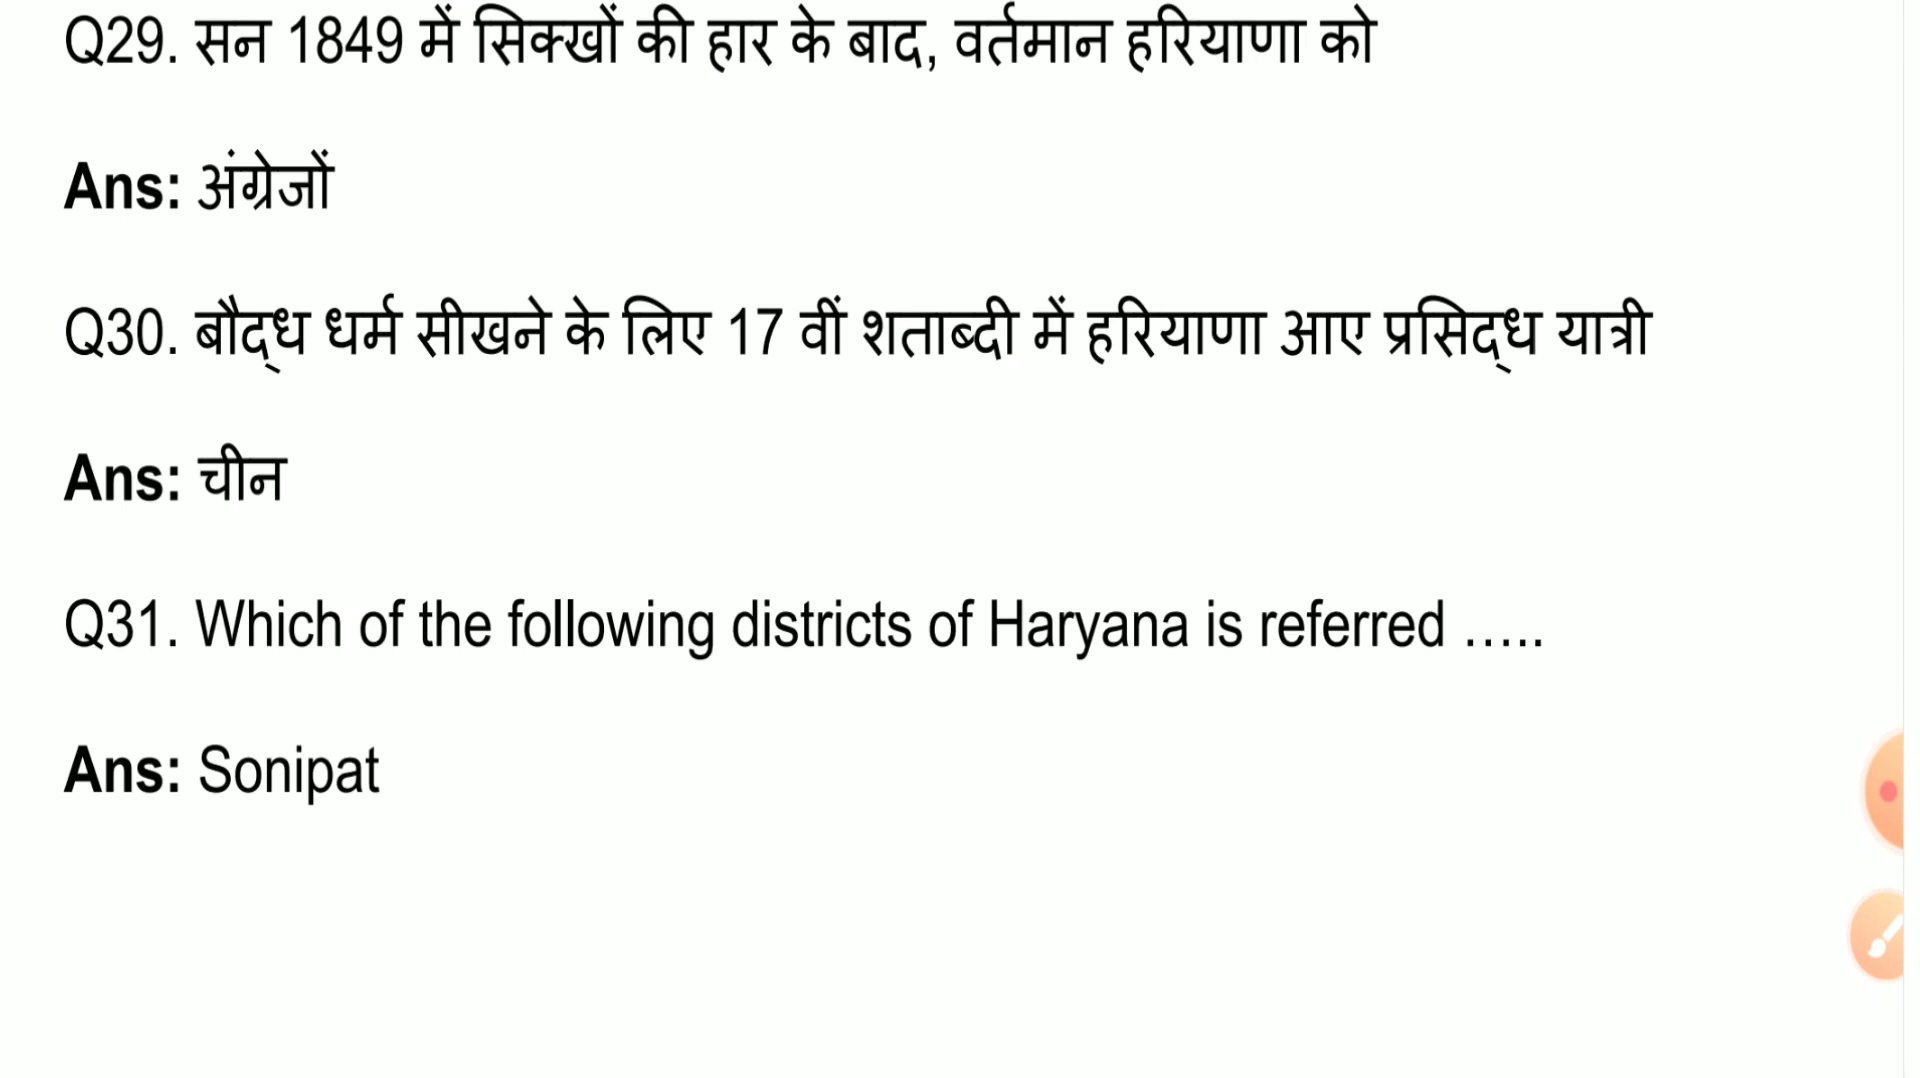 Q29. सन 1849 में सिक्खों की हार के बाद, वर्तमान हरियाणा को
Ans: अंग्रेजों
Q30. बौद्ध धर्म सीखने के लिए 17 वीं शताब्दी में हरियाणा आए प्रसिद्ध यात्री
Ans: चीन
Q31. Which of the following districts of Haryana is referred …..
Ans: Sonipat